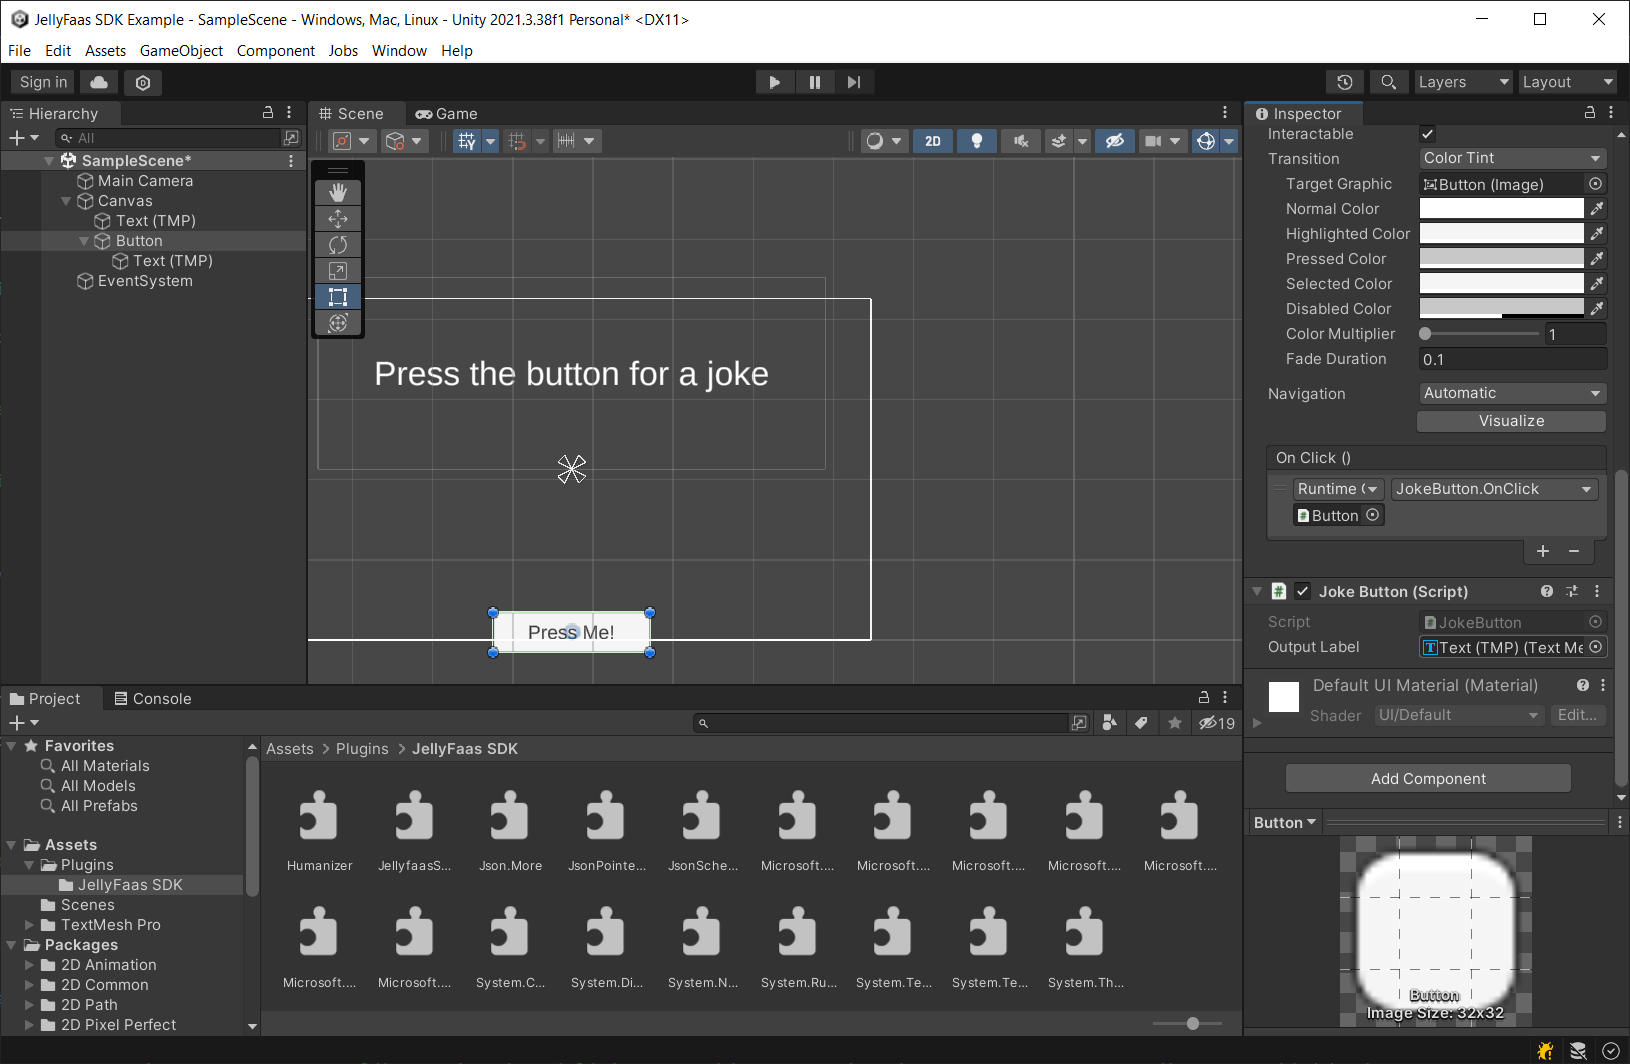 JellyFaas SDK Example - SampleScene - Windows, Mac, Linux - Unity 2021.3.38f1 Personal* <DX11>
File Edit Assets GameObject Component Jobs Window Help
Sign in
Layers
Layout
Hierarchy
All
SampleScene*
Main Camera
Canvas
Text (TMP)
Button
Text (TMP)
EventSystem
Scene
Game
2D
Press the button for a joke
Press Me!
Inspector
Interactable
Transition Color Tint
Target Graphic Button (Image)
Normal Color
Highlighted Color
Pressed Color
Selected Color
Disabled Color
Color Multiplier 1
Fade Duration 0.1
Navigation Automatic
Visualize
On Click ()
Runtime JokeButton.OnClick
Button
Joke Button (Script)
Script JokeButton
Output Label Text (TMP) (Text Me
Default UI Material (Material)
Shader UI/Default Edit...
Add Component
Button
Button
Image Size: 32x32
Project
Console
19
Favorites
All Materials
All Models
All Prefabs
Assets
Plugins
JellyFaas SDK
Scenes
TextMesh Pro
Packages
2D Animation
2D Common
2D Path
2D Pixel Perfect
Assets > Plugins > JellyFaas SDK
Humanizer JellyfaasS... Json.More JsonPointe... JsonSche... Microsoft.... Microsoft.... Microsoft.... Microsoft.... Microsoft....
Microsoft.... Microsoft.... System.C... System.Di... System.N... System.Ru... System.Te... System.Te... System.Th...